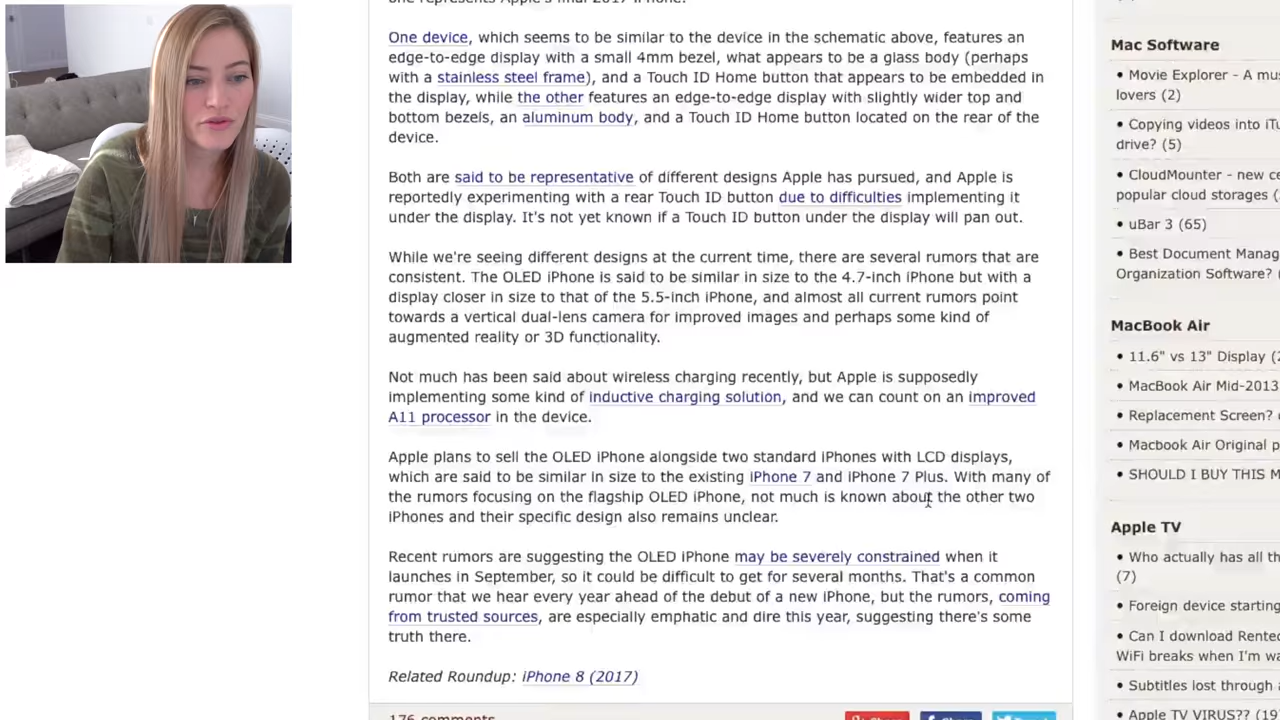 One device, which seems to be similar to the device in the schematic above, features an
edge-to-edge display with a small 4mm bezel, what appears to be a glass body (perhaps
with a stainless steel frame), and a Touch ID Home button that appears to be embedded in
the display, while the other features an edge-to-edge display with slightly wider top and
bottom bezels, an aluminum body, and a Touch ID Home button located on the rear of the
device.
Both are said to be representative of different designs Apple has pursued, and Apple is
reportedly experimenting with a rear Touch ID button due to difficulties implementing it
under the display. It's not yet known if a Touch ID button under the display will pan out.
While we're seeing different designs at the current time, there are several rumors that are
consistent. The OLED iPhone is said to be similar in size to the 4.7-inch iPhone but with a
display closer in size to that of the 5.5-inch iPhone, and almost all current rumors point
towards a vertical dual-lens camera for improved images and perhaps some kind of
augmented reality or 3D functionality.
Not much has been said about wireless charging recently, but Apple is supposedly
implementing some kind of inductive charging solution, and we can count on an improved
A11 processor in the device.
Apple plans to sell the OLED iPhone alongside two standard iPhones with LCD displays,
which are said to be similar in size to the existing iPhone 7 and iPhone 7 Plus. With many of
the rumors focusing on the flagship OLED iPhone, not much is known about the other two
iPhones and their specific design also remains unclear.
Recent rumors are suggesting the OLED iPhone may be severely constrained when it
launches in September, so it could be difficult to get for several months. That's a common
rumor that we hear every year ahead of the debut of a new iPhone, but the rumors, coming
from trusted sources, are especially emphatic and dire this year, suggesting there's some
truth there.
Related Roundup: iPhone 8 (2017)
176 comments
Mac Software
• Movie Explorer - A mu
lovers (2)
• Copying videos into iTu
drive? (5)
• CloudMounter - new ce
popular cloud storages (
• uBar 3 (65)
• Best Document Manag
Organization Software? (
MacBook Air
• 11.6" vs 13" Display (2
• MacBook Air Mid-2013
• Replacement Screen? (
• Macbook Air Original p
• SHOULD I BUY THIS M
Apple TV
• Who actually has all th
(7)
• Foreign device starting
• Can I download Rente
WiFi breaks when I'm wa
• Subtitles lost through a
• Apple TV VIRUS?? (19